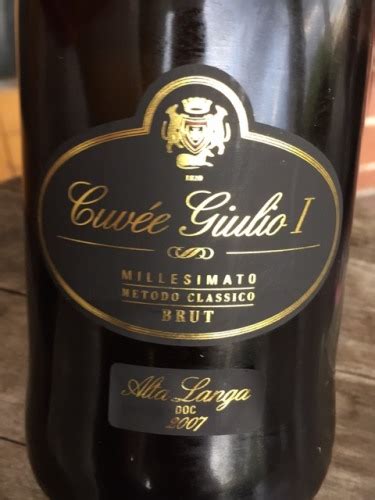 1820
Cuvée Giulio I
MILLESIMATO
METODO CLASSICO
BRUT
Alta Langa
DOC
2007